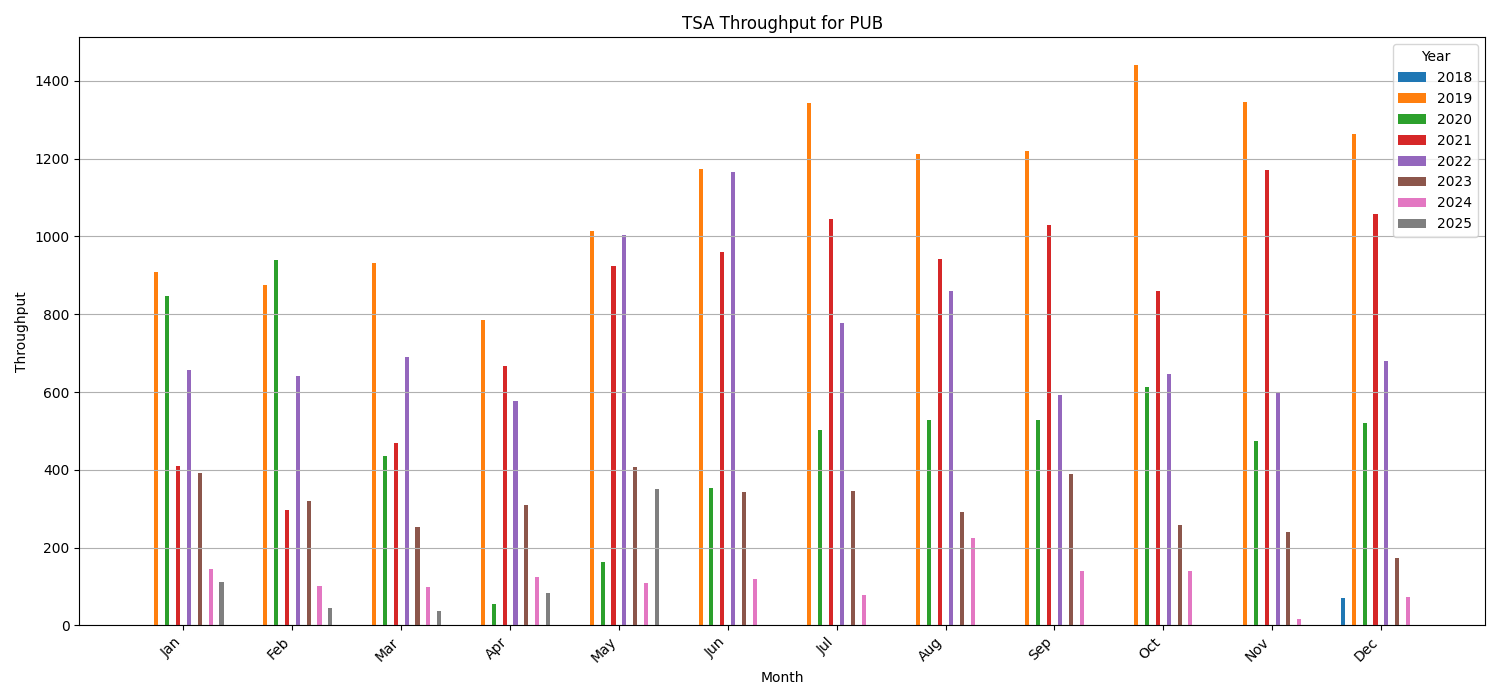 TSA Throughput for PUB
Year
2018
2019
2020
2021
2022
2023
2024
2025
Throughput
1400
1200
1000
800
600
400
200
0
Jan
Feb
Mar
Apr
May
Jun
Jul
Aug
Sep
Oct
Nov
Dec
Month